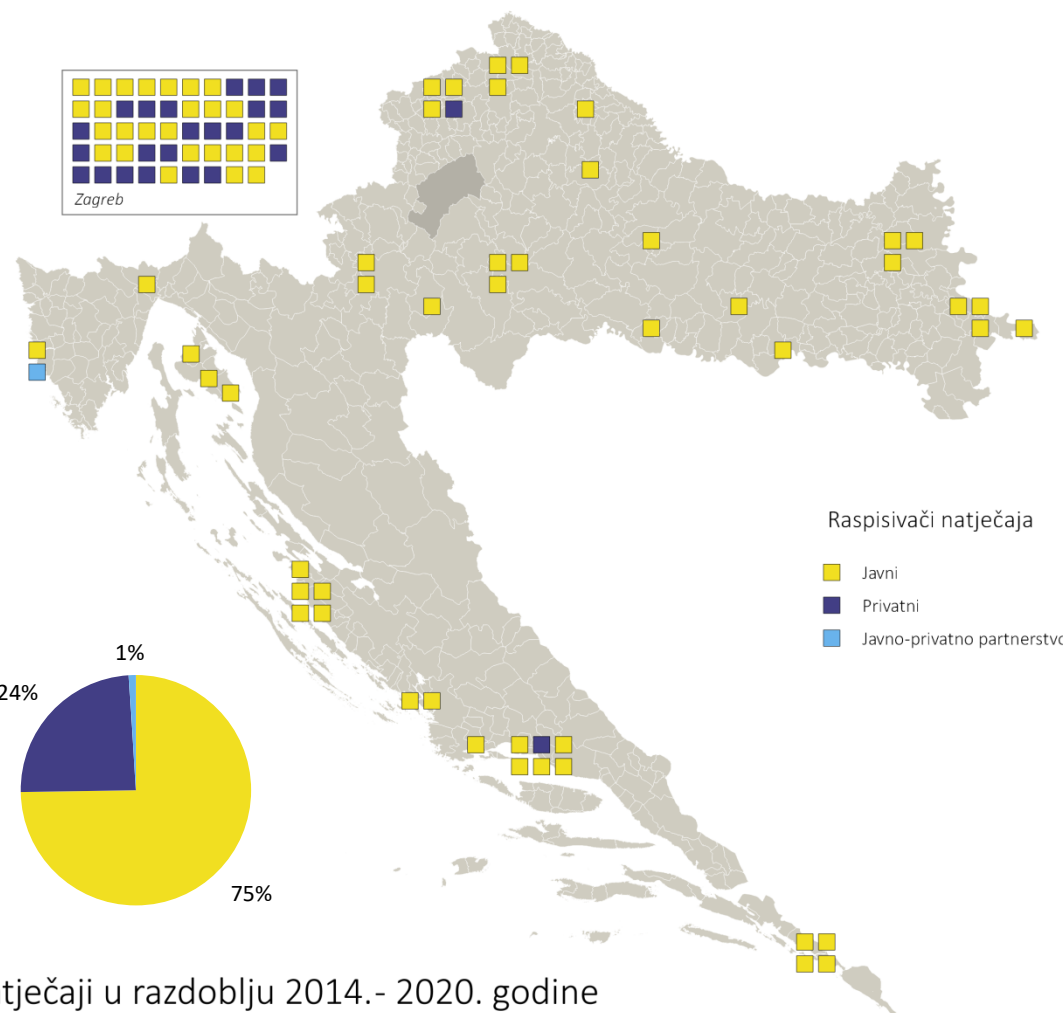 Zagreb
Raspisivači natječaja
Javni
Privatni
Javno-privatno partnerstvo
1%
24%
75%
tječaji u razdoblju 2014.- 2020. godine